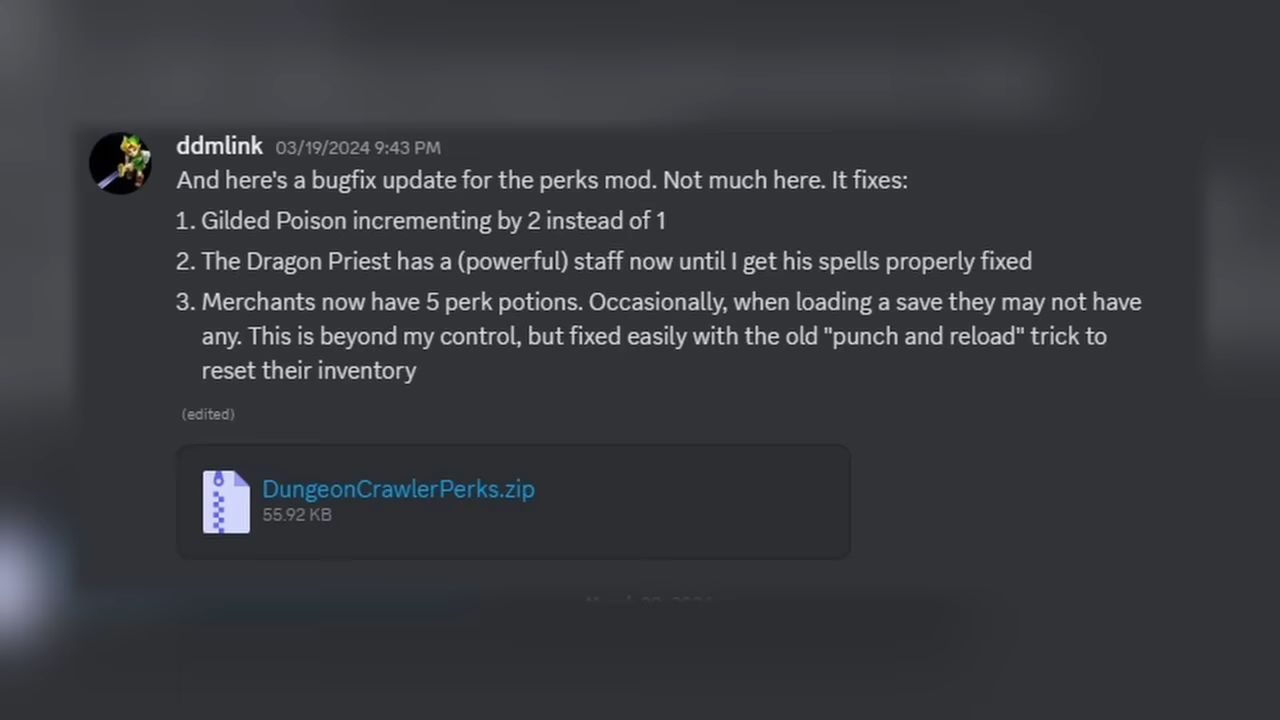 ddmlink 03/19/2024 9:43 PM
And here's a bugfix update for the perks mod. Not much here. It fixes:
1. Gilded Poison incrementing by 2 instead of 1
2. The Dragon Priest has a (powerful) staff now until I get his spells properly fixed
3. Merchants now have 5 perk potions. Occasionally, when loading a save they may not have
any. This is beyond my control, but fixed easily with the old "punch and reload" trick to
reset their inventory
(edited)
DungeonCrawlerPerks.zip
55.92 KB